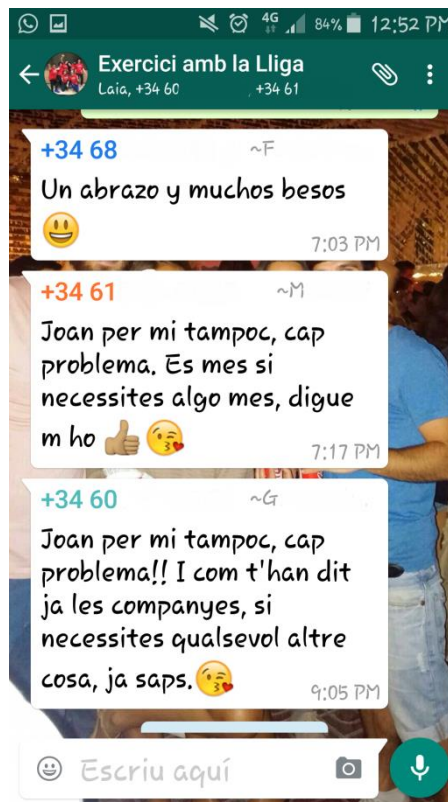 4G 84% 12:52 PM
Exercici amb la Lliga
Laia, +34 60 , +34 61
+34 68 ~F
Un abrazo y muchos besos
😃
7:03 PM
+34 61 ~M
Joan per mi tampoc, cap
problema. Es mes si
necessites algo mes, digue
m ho 👍🏽😘
7:17 PM
+34 60 ~G
Joan per mi tampoc, cap
problema!! I com t'han dit
ja les companyes, si
necessites qualsevol altre
cosa, ja saps.😘
9:05 PM
Escriu aquí